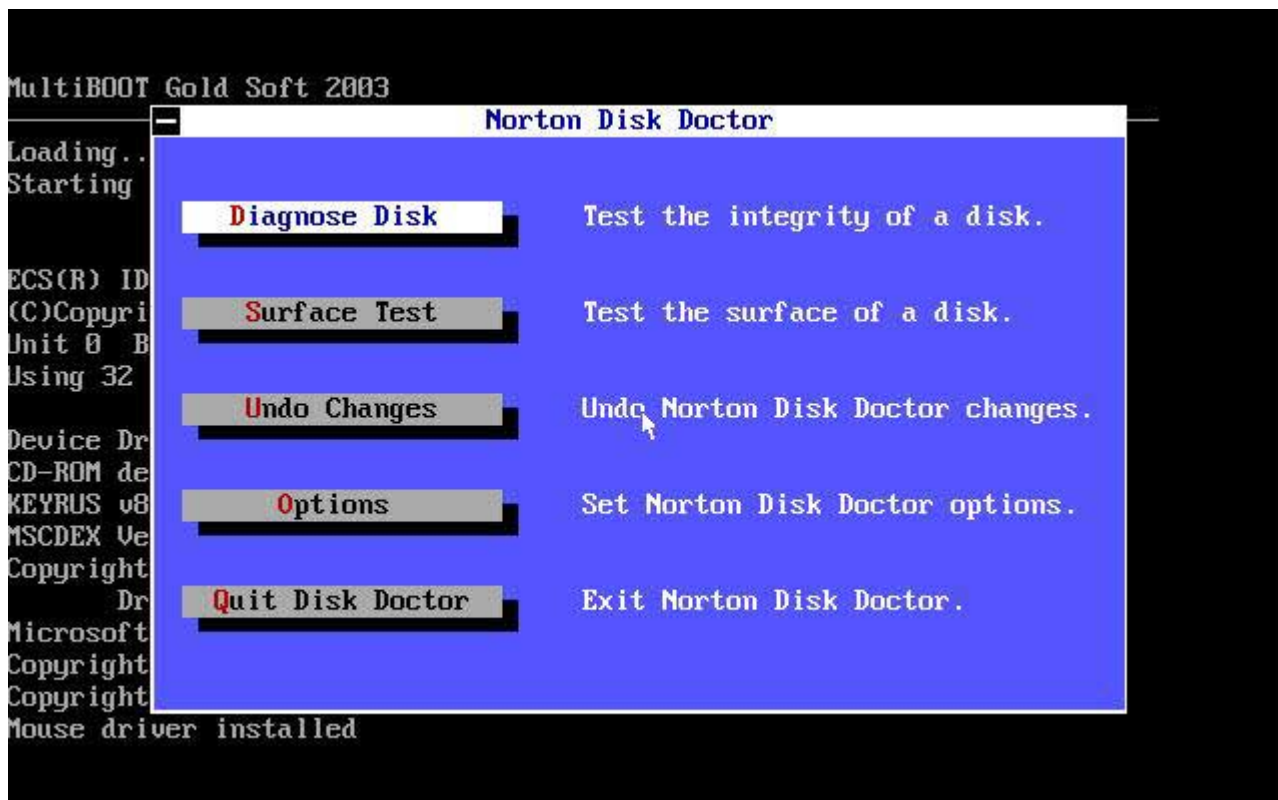 MultiBOOT Gold Soft 2003
Norton Disk Doctor
Loading..
Starting
Diagnose Disk Test the integrity of a disk.
ECS(R) ID
(C)Copyri
Surface Test Test the surface of a disk.
Unit 0 B
Using 32
Undo Changes Undo Norton Disk Doctor changes.
Device Dr
CD-ROM de
KEYRUS v8
Options Set Norton Disk Doctor options.
MSCDEX Ve
Copyright
Dr
Quit Disk Doctor Exit Norton Disk Doctor.
Microsoft
Copyright
Copyright
Mouse driver installed